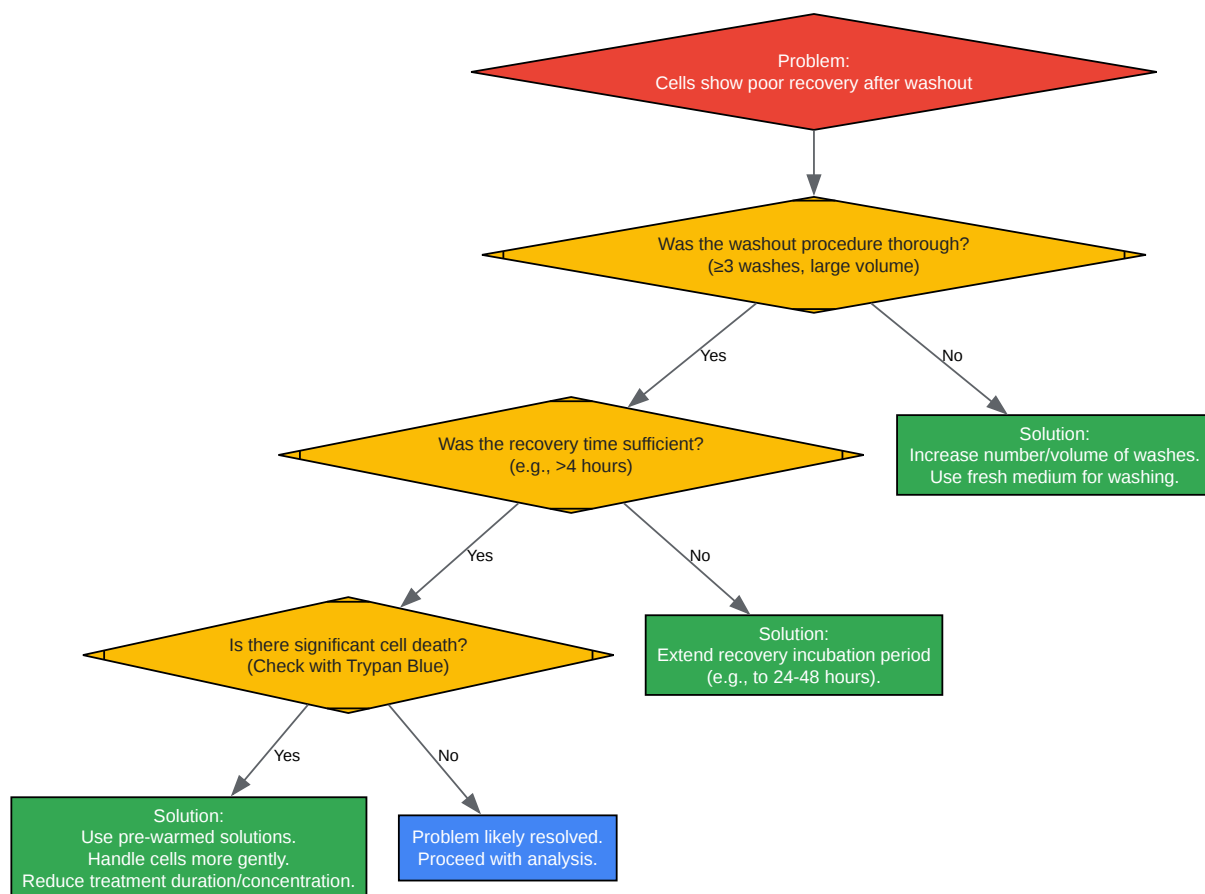 Problem:
Cells show poor recovery after washout
Was the washout procedure thorough?
(≥3 washes, large volume)
Yes
No
Was the recovery time sufficient?
(e.g., >4 hours)
Solution:
Increase number/volume of washes.
Use fresh medium for washing.
Yes
No
Is there significant cell death?
(Check with Trypan Blue)
Solution:
Extend recovery incubation period
(e.g., to 24-48 hours).
Yes
No
Solution:
Use pre-warmed solutions.
Handle cells more gently.
Reduce treatment duration/concentration.
Problem likely resolved.
Proceed with analysis.